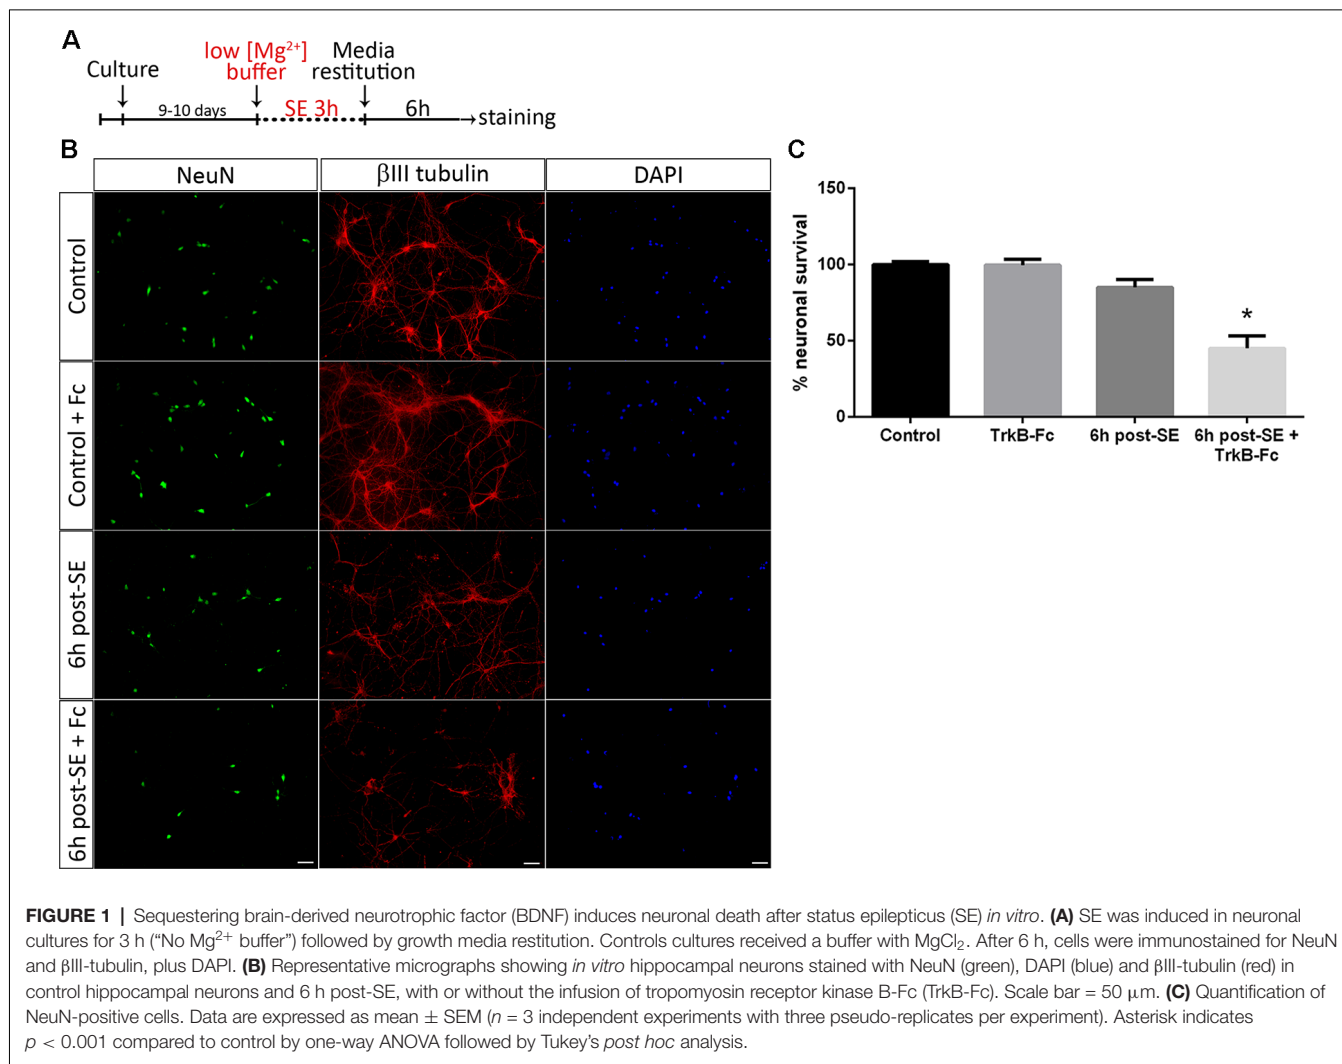 A
Culture
low [Mg²⁺]
buffer
Media
restitution
9-10 days
SE 3h
6h
staining
B
NeuN
βIII tubulin
DAPI
Control
Control + Fc
6h post-SE
6h post-SE + Fc
C
% neuronal survival
150
100
50
0
*
Control
TrkB-Fc
6h post-SE
6h post-SE +
TrkB-Fc
FIGURE 1 | Sequestering brain-derived neurotrophic factor (BDNF) induces neuronal death after status epilepticus (SE) in vitro. (A) SE was induced in neuronal
cultures for 3 h (“No Mg²⁺ buffer”) followed by growth media restitution. Controls cultures received a buffer with MgCl₂. After 6 h, cells were immunostained for NeuN
and βIII-tubulin, plus DAPI. (B) Representative micrographs showing in vitro hippocampal neurons stained with NeuN (green), DAPI (blue) and βIII-tubulin (red) in
control hippocampal neurons and 6 h post-SE, with or without the infusion of tropomyosin receptor kinase B-Fc (TrkB-Fc). Scale bar = 50 μm. (C) Quantification of
NeuN-positive cells. Data are expressed as mean ± SEM (n = 3 independent experiments with three pseudo-replicates per experiment). Asterisk indicates
p < 0.001 compared to control by one-way ANOVA followed by Tukey’s post hoc analysis.